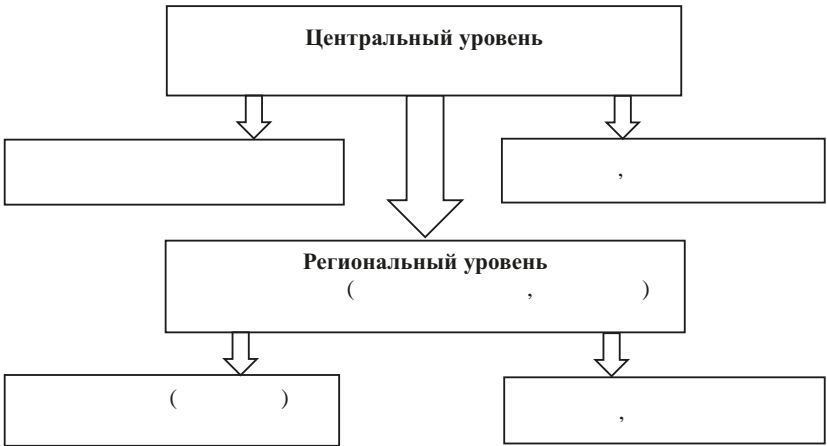 Центральный уровень
,
Региональный уровень
( , )
( )
,